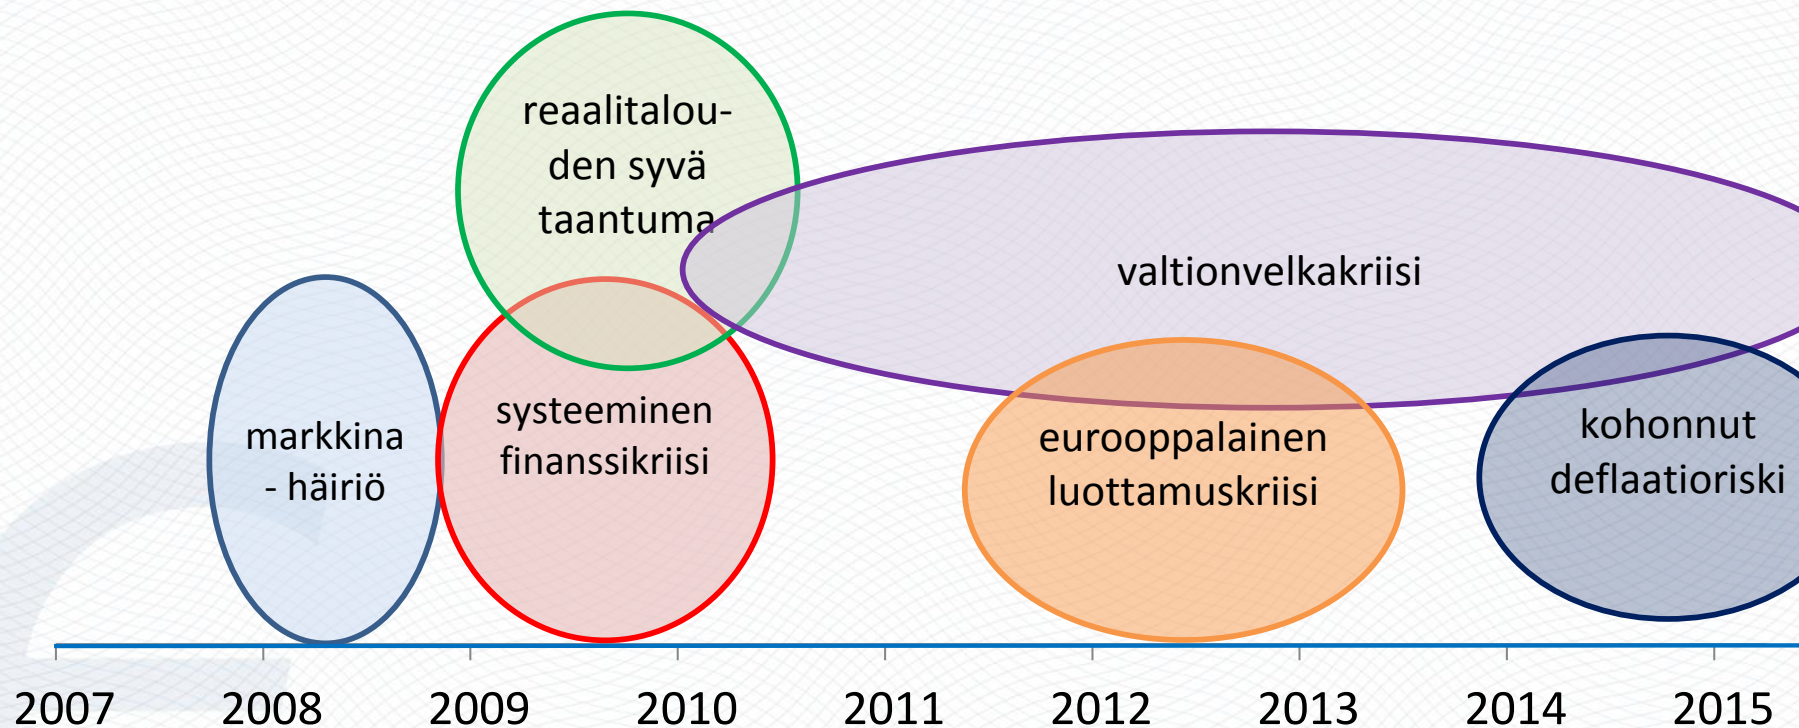 reaalitalou-
den syvä
taantuma
valtionvelkakriisi
markkina
- häiriö
systeeminen
finanssikriisi
eurooppalainen
luottamuskriisi
kohonnut
deflaatioriski
2007 2008 2009 2010 2011 2012 2013 2014 2015